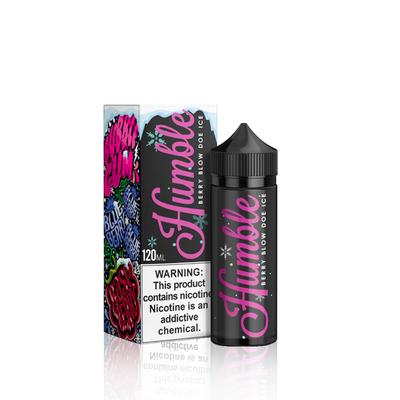 Humble
BERRY BLOW DOE ICE
120ML
WARNING:
This product
contains nicotine.
Nicotine is an
addictive
chemical.
Humble
BERRY BLOW DOE ICE